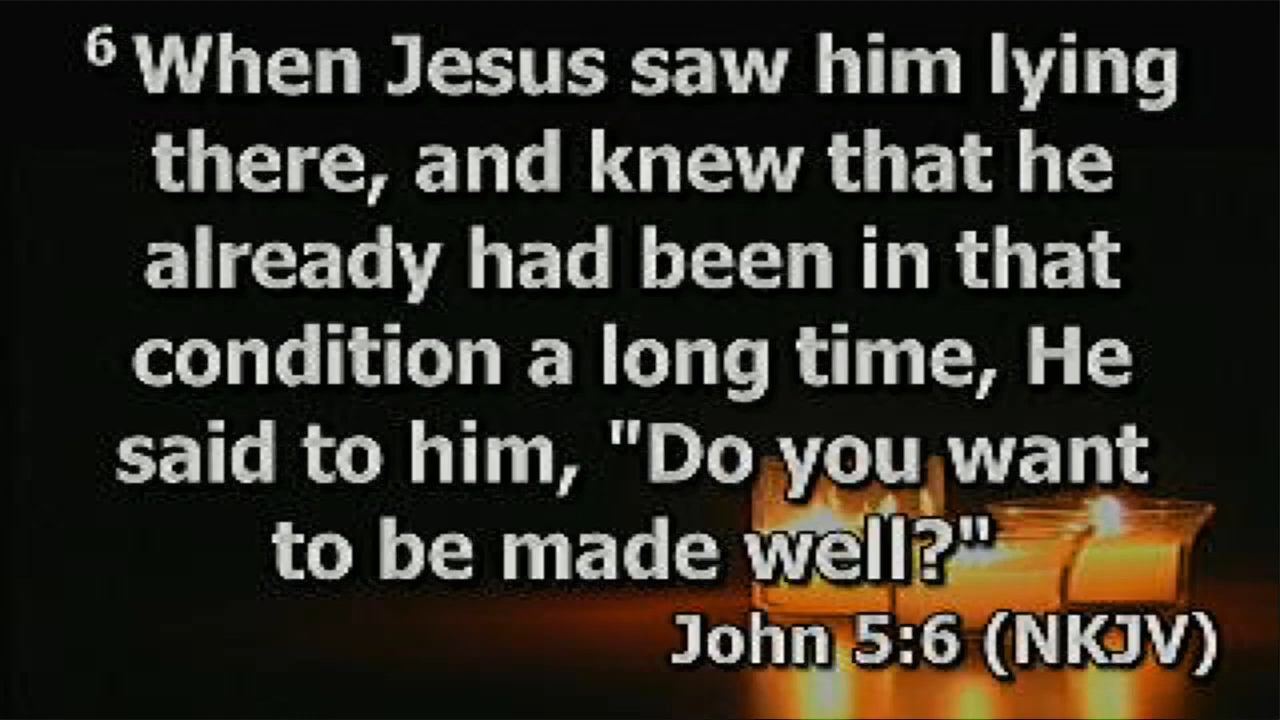 6 When Jesus saw him lying
there, and knew that he
already had been in that
condition a long time, He
said to him, "Do you want
to be made well?"
John 5:6 (NKJV)